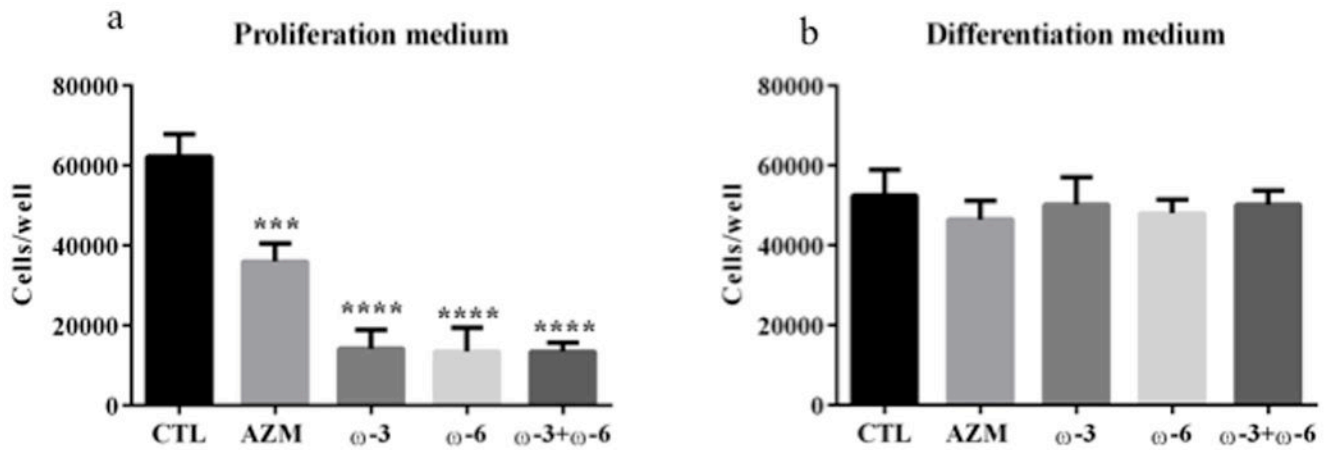 a
Proliferation medium
Cells/well
80000
60000
40000
20000
0
***
****
****
****
CTL
AZM
ω-3
ω-6
ω-3+ω-6
b
Differentiation medium
Cells/well
80000
60000
40000
20000
0
CTL
AZM
ω-3
ω-6
ω-3+ω-6